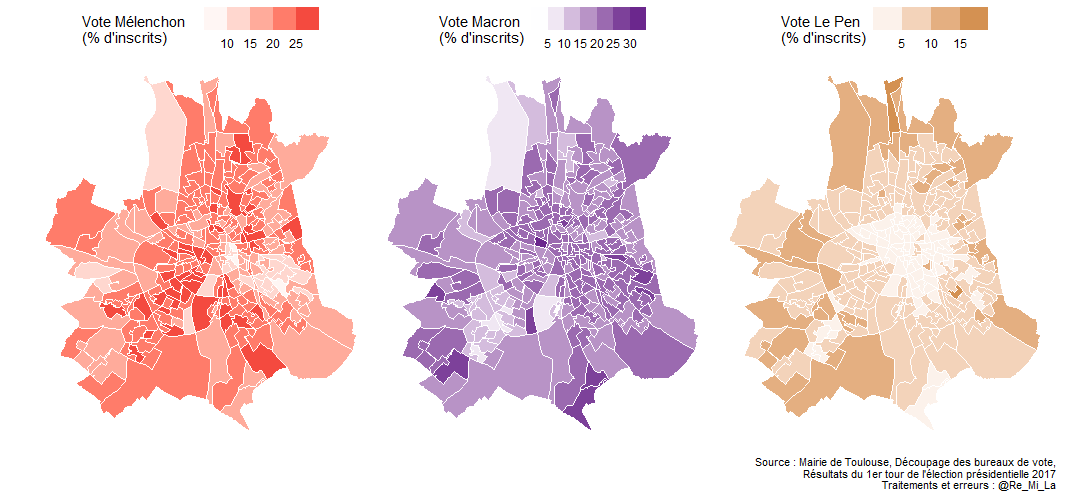 Vote Mélenchon
(% d'inscrits)
10 15 20 25
Vote Macron
(% d'inscrits)
5 10 15 20 25 30
Vote Le Pen
(% d'inscrits)
5 10 15
Source : Mairie de Toulouse, Découpage des bureaux de vote,
Résultats du 1er tour de l'élection présidentielle 2017
Traitements et erreurs : @Re_Mi_La